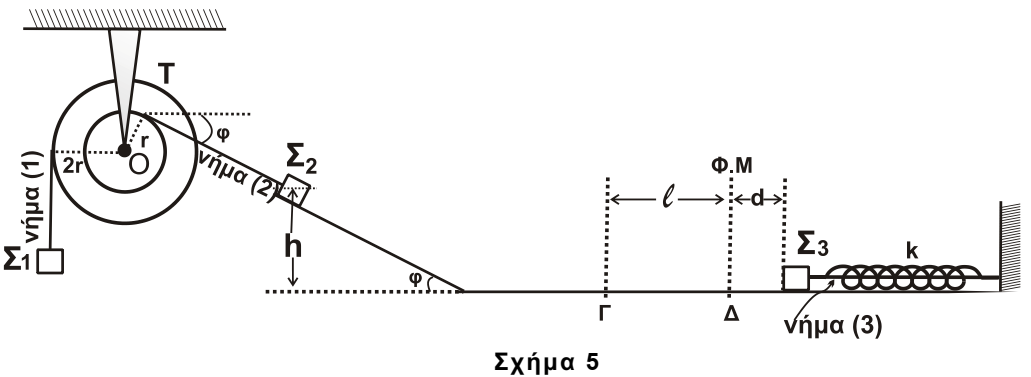 T
φ
r
O
2r
νήμα (1)
νήμα (2)
Σ2
Σ1
h
φ
Φ.Μ
ℓ
d
Σ3
k
Γ
Δ
νήμα (3)
Σχήμα 5